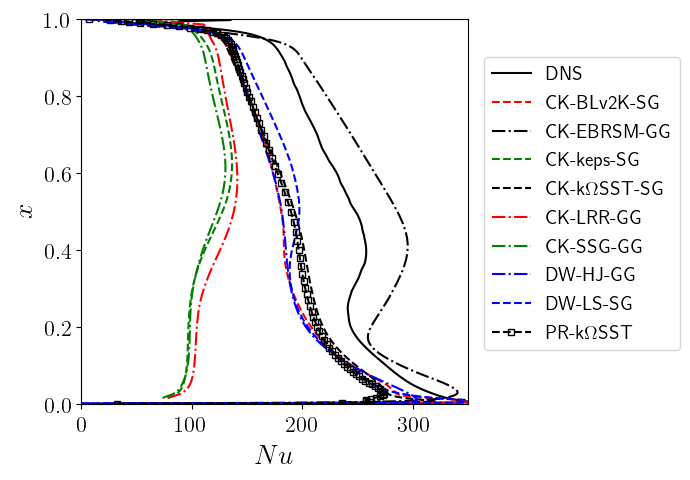 1.0
0.8
0.6
0.4
0.2
0.0
x
0
100
200
300
Nu
DNS
CK-BLv2K-SG
CK-EBRSM-GG
CK-keps-SG
CK-kΩSST-SG
CK-LRR-GG
CK-SSG-GG
DW-HJ-GG
DW-LS-SG
PR-kΩSST